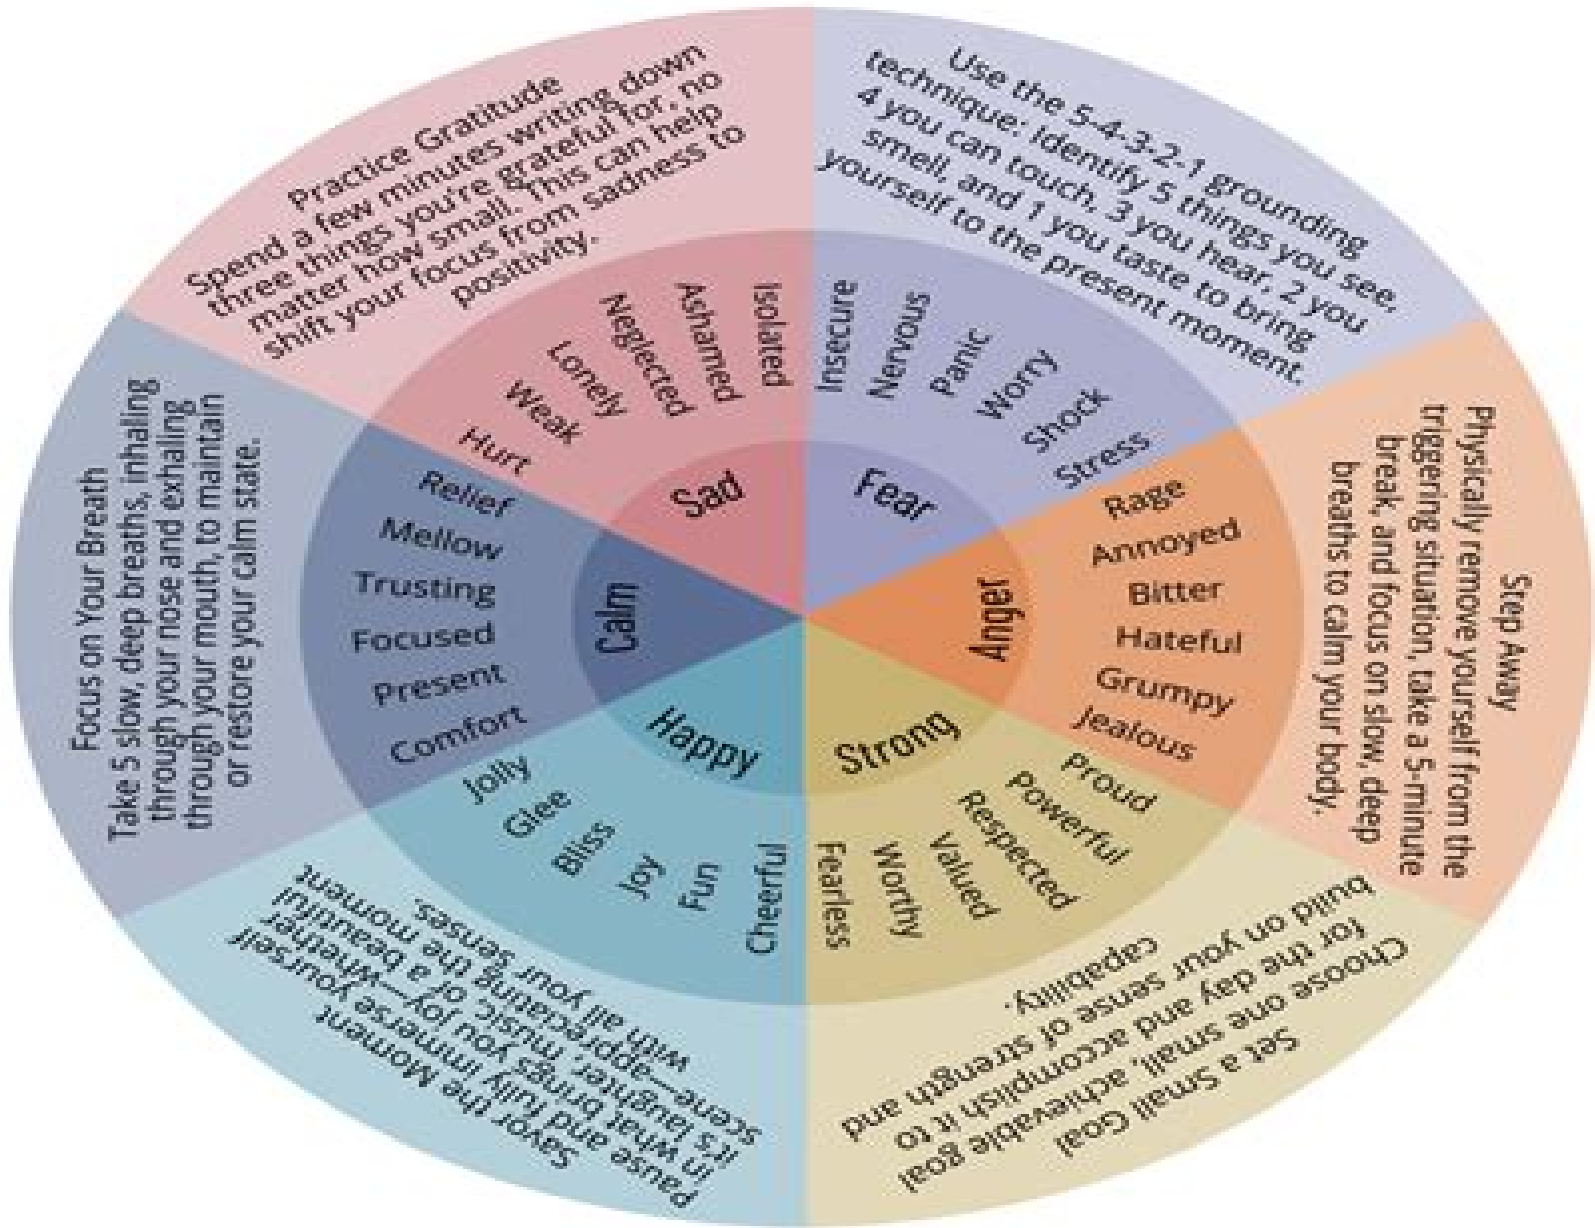 Practice Gratitude
Spend a few minutes writing down
three things you're grateful for, no
matter how small. This can help
shift your focus from sadness to
positivity.
Use the 5-4-3-2-1 grounding
technique: Identify 5 things you see,
4 you can touch, 3 you hear, 2 you
smell, and 1 you taste to bring
yourself to the present moment.
Step Away
Physically remove yourself from the
triggering situation, take a 5-minute
break, and focus on slow, deep
breaths to calm your body.
Set a Small Goal
Choose one small, achievable goal
for the day and accomplish it to
build on your sense of strength and
capability.
Savor the Moment
Pause and fully immerse yourself
in what brings you joy—whether
it's laughter, music, or a beautiful
scene—appreciating the moment
with all your senses.
Focus on Your Breath
Take 5 slow, deep breaths, inhaling
through your nose and exhaling
through your mouth, to maintain
or restore your calm state.
Hurt
Weak
Lonely
Neglected
Ashamed
Isolated
Insecure
Nervous
Panic
Worry
Shock
Stress
Rage
Annoyed
Bitter
Hateful
Grumpy
Jealous
Proud
Powerful
Respected
Valued
Worthy
Fearless
Cheerful
Fun
Joy
Bliss
Glee
Jolly
Comfort
Present
Focused
Trusting
Mellow
Relief
Sad
Fear
Anger
Strong
Happy
Calm